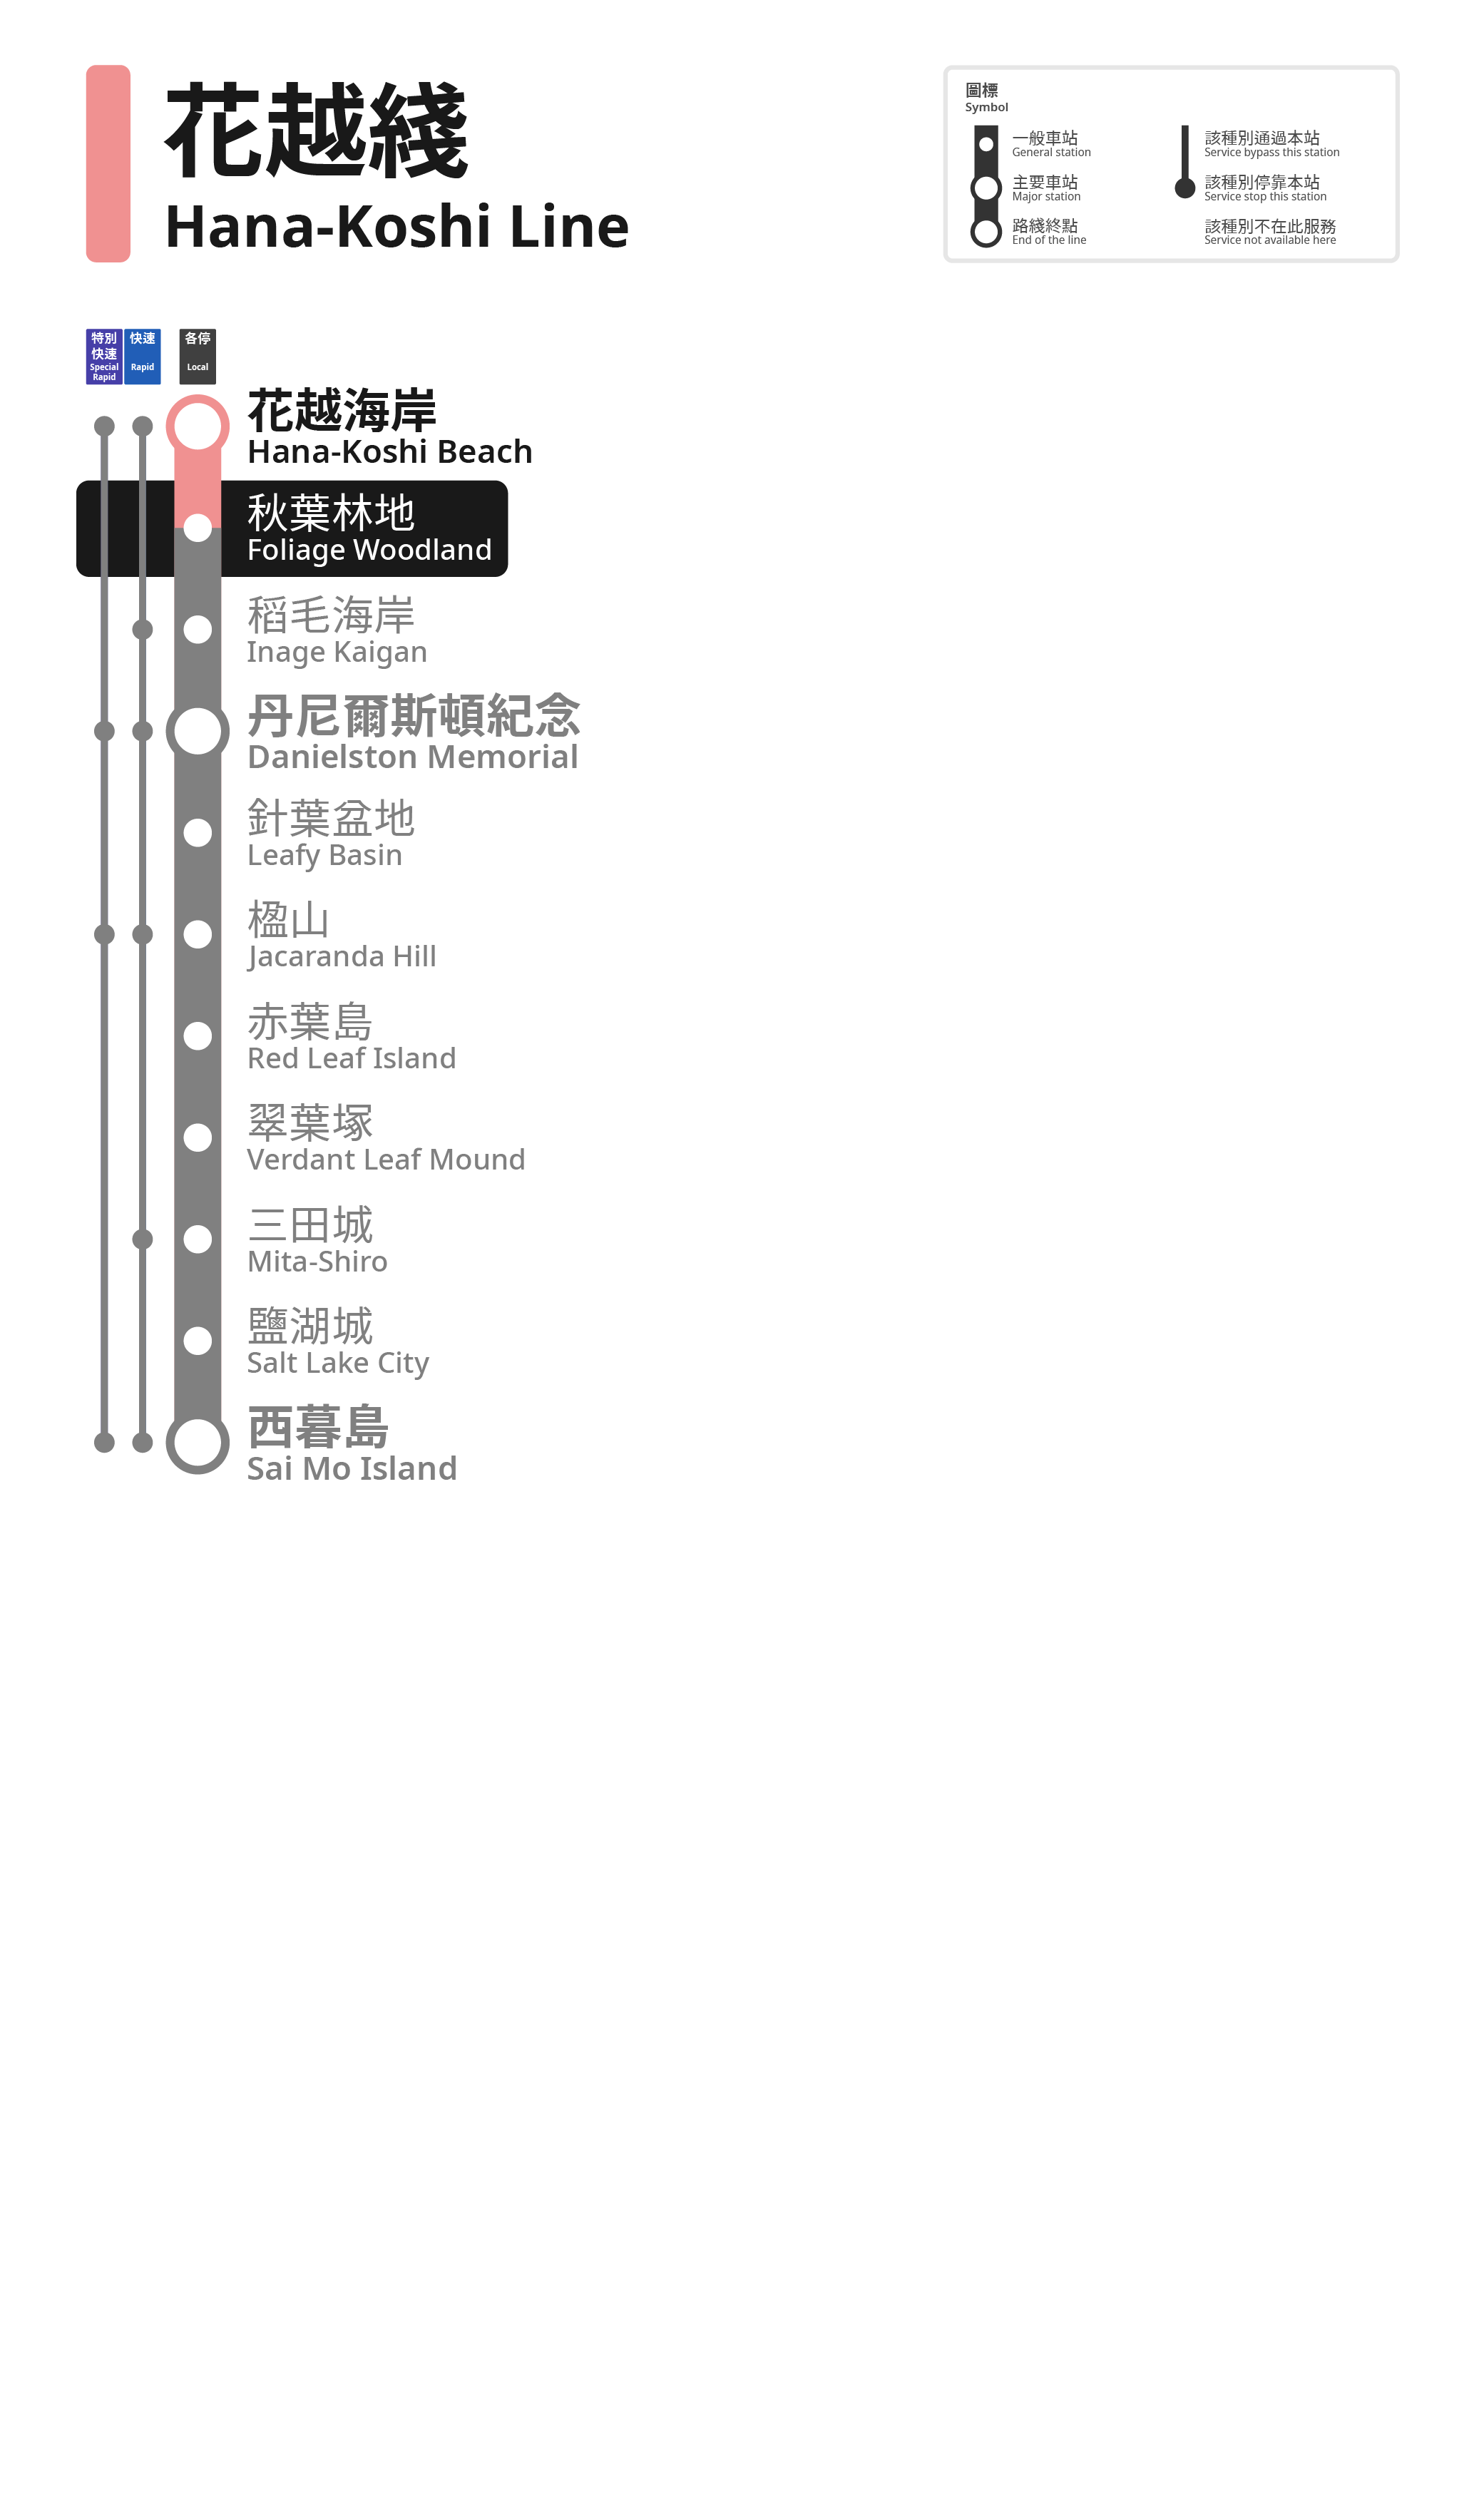 花越綫
Hana-Koshi Line
圖標
Symbol
一般車站
General station
主要車站
Major station
路綫終點
End of the line
該種別通過本站
Service bypass this station
該種別停靠本站
Service stop this station
該種別不在此服務
Service not available here
特別
快速
Special
Rapid
快速
Rapid
各停
Local
花越海岸
Hana-Koshi Beach
秋葉林地
Foliage Woodland
稻毛海岸
Inage Kaigan
丹尼爾斯頓紀念
Danielston Memorial
針葉盆地
Leafy Basin
楹山
Jacaranda Hill
赤葉島
Red Leaf Island
翠葉塚
Verdant Leaf Mound
三田城
Mita-Shiro
鹽湖城
Salt Lake City
西暮島
Sai Mo Island